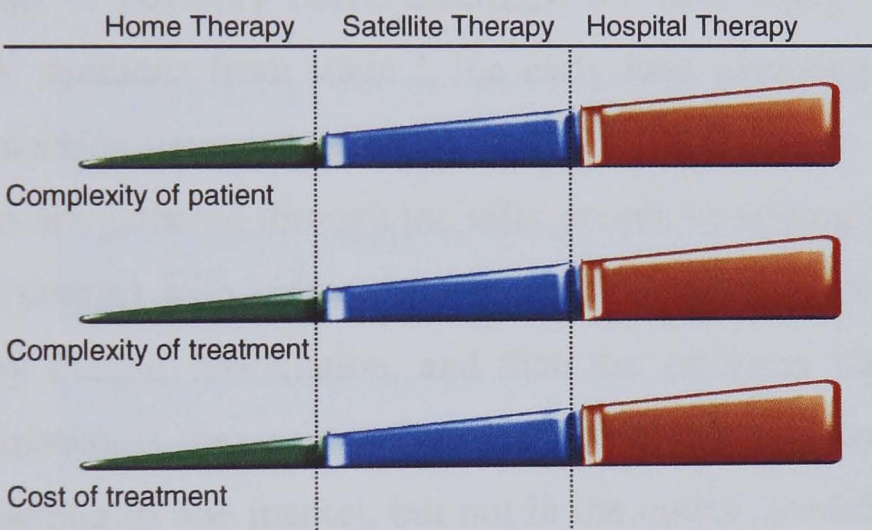 Home Therapy Satellite Therapy Hospital Therapy
Complexity of patient
Complexity of treatment
Cost of treatment